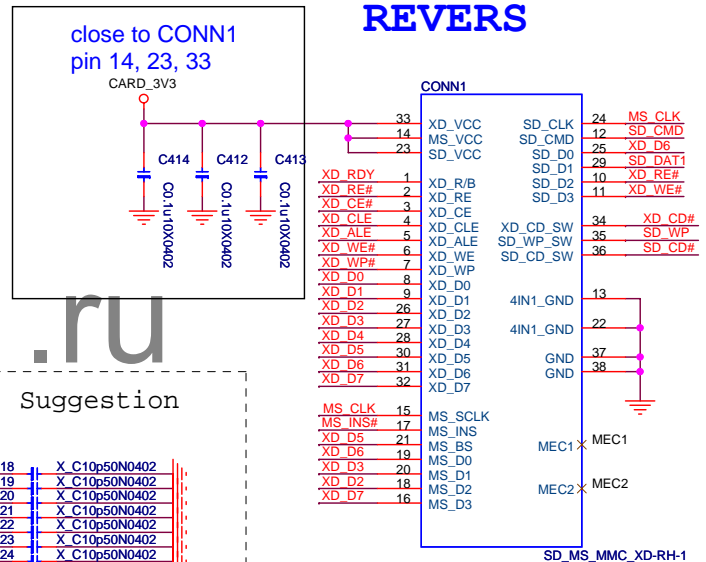 REVERS
close to CONN1
pin 14, 23, 33
CARD_3V3
C414 C412 C413
C0.1u10X0402 C0.1u10X0402 C0.1u10X0402
CONN1
33 XD_VCC
14 MS_VCC
23 SD_VCC
XD_RDY 1 XD_R/B
XD_RE# 2 XD_RE
XD_CE# 3 XD_CE
XD_CLE 4 XD_CLE
XD_ALE 5 XD_ALE
XD_WE# 6 XD_WE
XD_WP# 7 XD_WP
XD_D0 8 XD_D0
XD_D1 9 XD_D1
XD_D2 26 XD_D2
XD_D3 27 XD_D3
XD_D4 28 XD_D4
XD_D5 30 XD_D5
XD_D6 31 XD_D6
XD_D7 32 XD_D7
MS_CLK 15 MS_SCLK
MS_INS# 17 MS_INS
XD_D5 21 MS_BS
XD_D6 19 MS_D0
XD_D3 20 MS_D1
XD_D2 18 MS_D2
XD_D7 16 MS_D3
SD_CLK 24 MS_CLK
SD_CMD 12 SD_CMD
SD_D0 25 XD_D6
SD_D1 29 SD_DAT1
SD_D2 10 XD_RE#
SD_D3 11 XD_WE#
XD_CD_SW 34 XD_CD#
SD_WP_SW 35 SD_WP
SD_CD_SW 36 SD_CD#
4IN1_GND 13
4IN1_GND 22
GND 37
GND 38
MEC1 MEC1
MEC2 MEC2
SD_MS_MMC_XD-RH-1
.ru
Suggestion
18 X_C10p50N0402
19 X_C10p50N0402
20 X_C10p50N0402
21 X_C10p50N0402
22 X_C10p50N0402
23 X_C10p50N0402
24 X_C10p50N0402